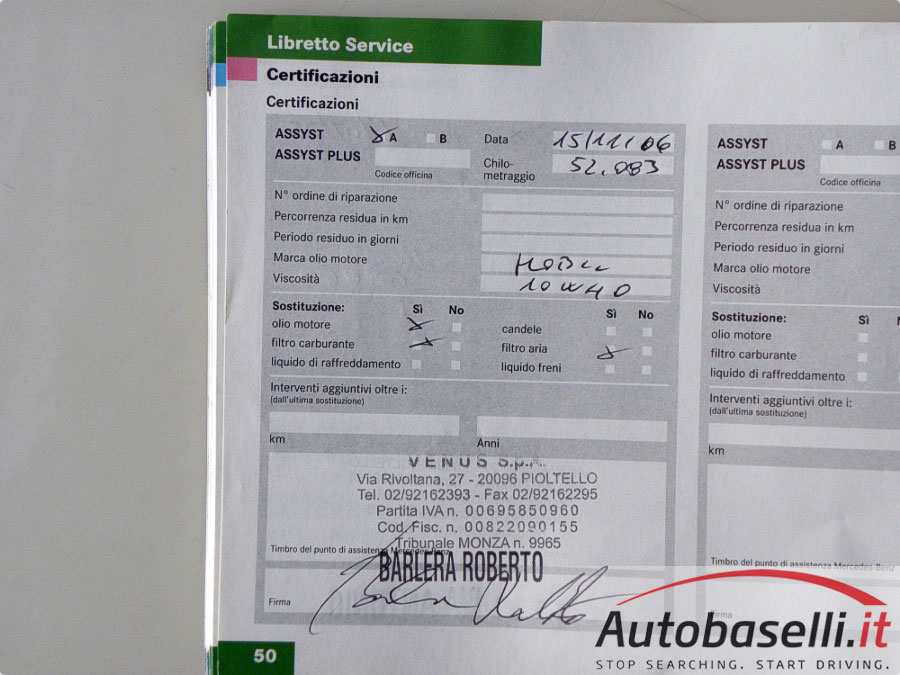 Libretto Service
Certificazioni
Certificazioni
ASSYST A B Data 15/11/06
ASSYST PLUS Chilo-
metraggio 52.083
Codice officina
N° ordine di riparazione
Percorrenza residua in km
Periodo residuo in giorni
Marca olio motore MOBIL
Viscosità 10W40
Sostituzione: Sì No Sì No
olio motore candele
filtro carburante filtro aria
liquido di raffreddamento liquido freni
Interventi aggiuntivi oltre i:
(dall'ultima sostituzione)
km Anni
VENUS S.p.A.
Via Rivoltana, 27 - 20096 PIOLTELLO
Tel. 02/92162393 - Fax 02/92162295
Partita IVA n. 00695850960
Cod. Fisc. n. 00822090155
Tribunale MONZA n. 9965
Timbro del punto di assistenza Mercedes-Benz
BARLERA ROBERTO
Firma
50
ASSYST A B
ASSYST PLUS
Codice officina
N° ordine di riparazione
Percorrenza residua in km
Periodo residuo in giorni
Marca olio motore
Viscosità
Sostituzione: Sì
olio motore
filtro carburante
liquido di raffreddamento
Interventi aggiuntivi oltre i:
(dall'ultima sostituzione)
km
Timbro del punto di assistenza Mercedes-Benz
Firma
Autobaselli.it
STOP SEARCHING. START DRIVING.